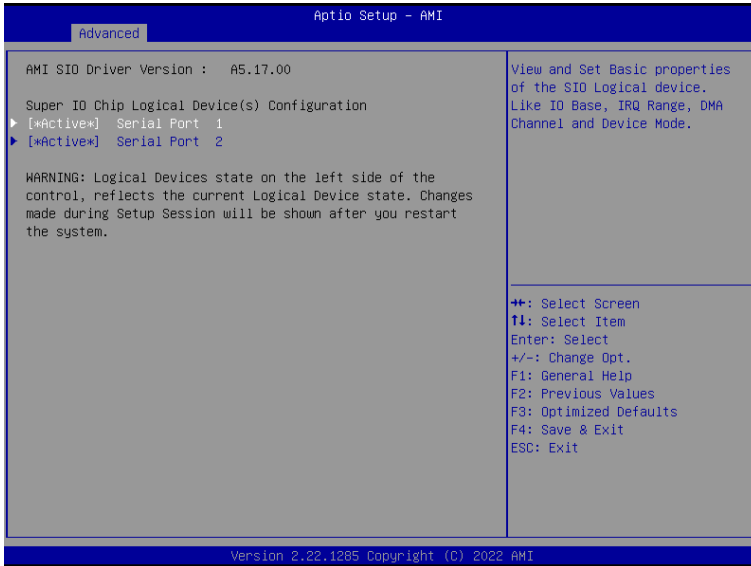 Aptio Setup – AMI
Advanced
AMI SIO Driver Version :   A5.17.00
Super IO Chip Logical Device(s) Configuration
[*Active*]   Serial Port  1
[*Active*]   Serial Port  2
WARNING: Logical Devices state on the left side of the
control, reflects the current Logical Device state. Changes
made during Setup Session will be shown after you restart
the system.
View and Set Basic properties
of the SIO Logical device.
Like IO Base, IRQ Range, DMA
Channel and Device Mode.
→←: Select Screen
↑↓: Select Item
Enter: Select
+/-: Change Opt.
F1: General Help
F2: Previous Values
F3: Optimized Defaults
F4: Save & Exit
ESC: Exit
Version 2.22.1285 Copyright (C) 2022 AMI